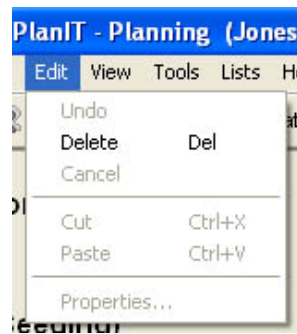 PlanIT - Planning (Jones
Edit View Tools Lists
Undo
Delete Del
Cancel
Cut Ctrl+X
Paste Ctrl+V
Properties...